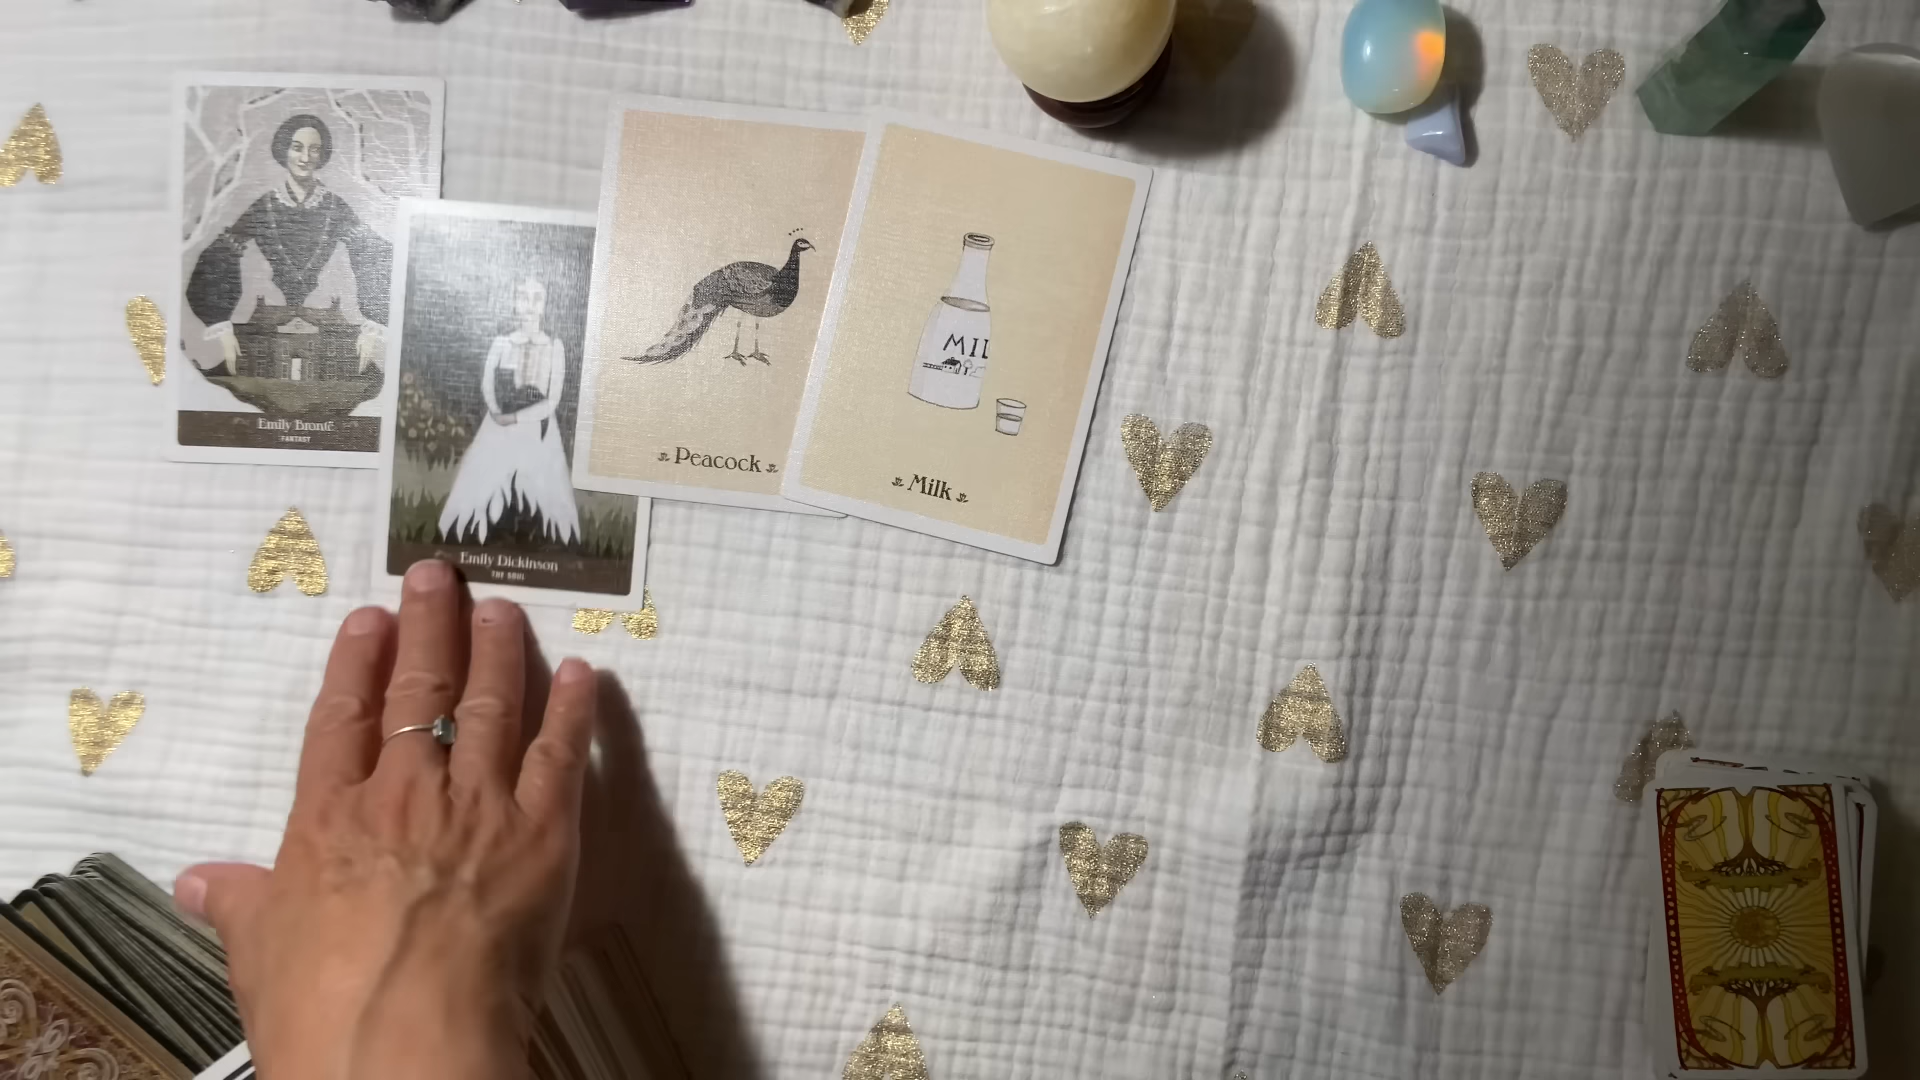 Emily Brontë
FANTASY
Emily Dickinson
THE SOUL
Peacock
MIL
Milk